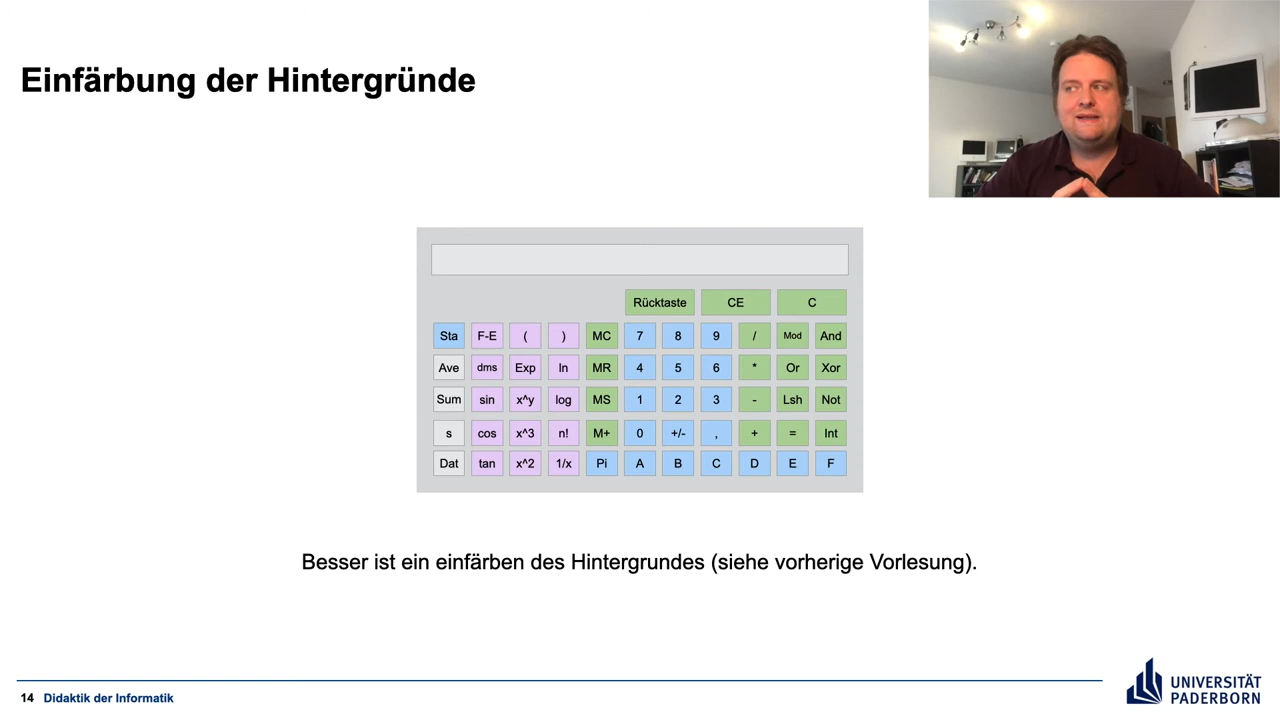 Einfärbung der Hintergründe
Rücktaste CE C
Sta F-E ( ) MC 7 8 9 / Mod And
Ave dms Exp ln MR 4 5 6 * Or Xor
Sum sin x^y log MS 1 2 3 - Lsh Not
s cos x^3 n! M+ 0 +/- , + = Int
Dat tan x^2 1/x Pi A B C D E F
Besser ist ein einfärben des Hintergrundes (siehe vorherige Vorlesung).
14 Didaktik der Informatik
UNIVERSITÄT
PADERBORN